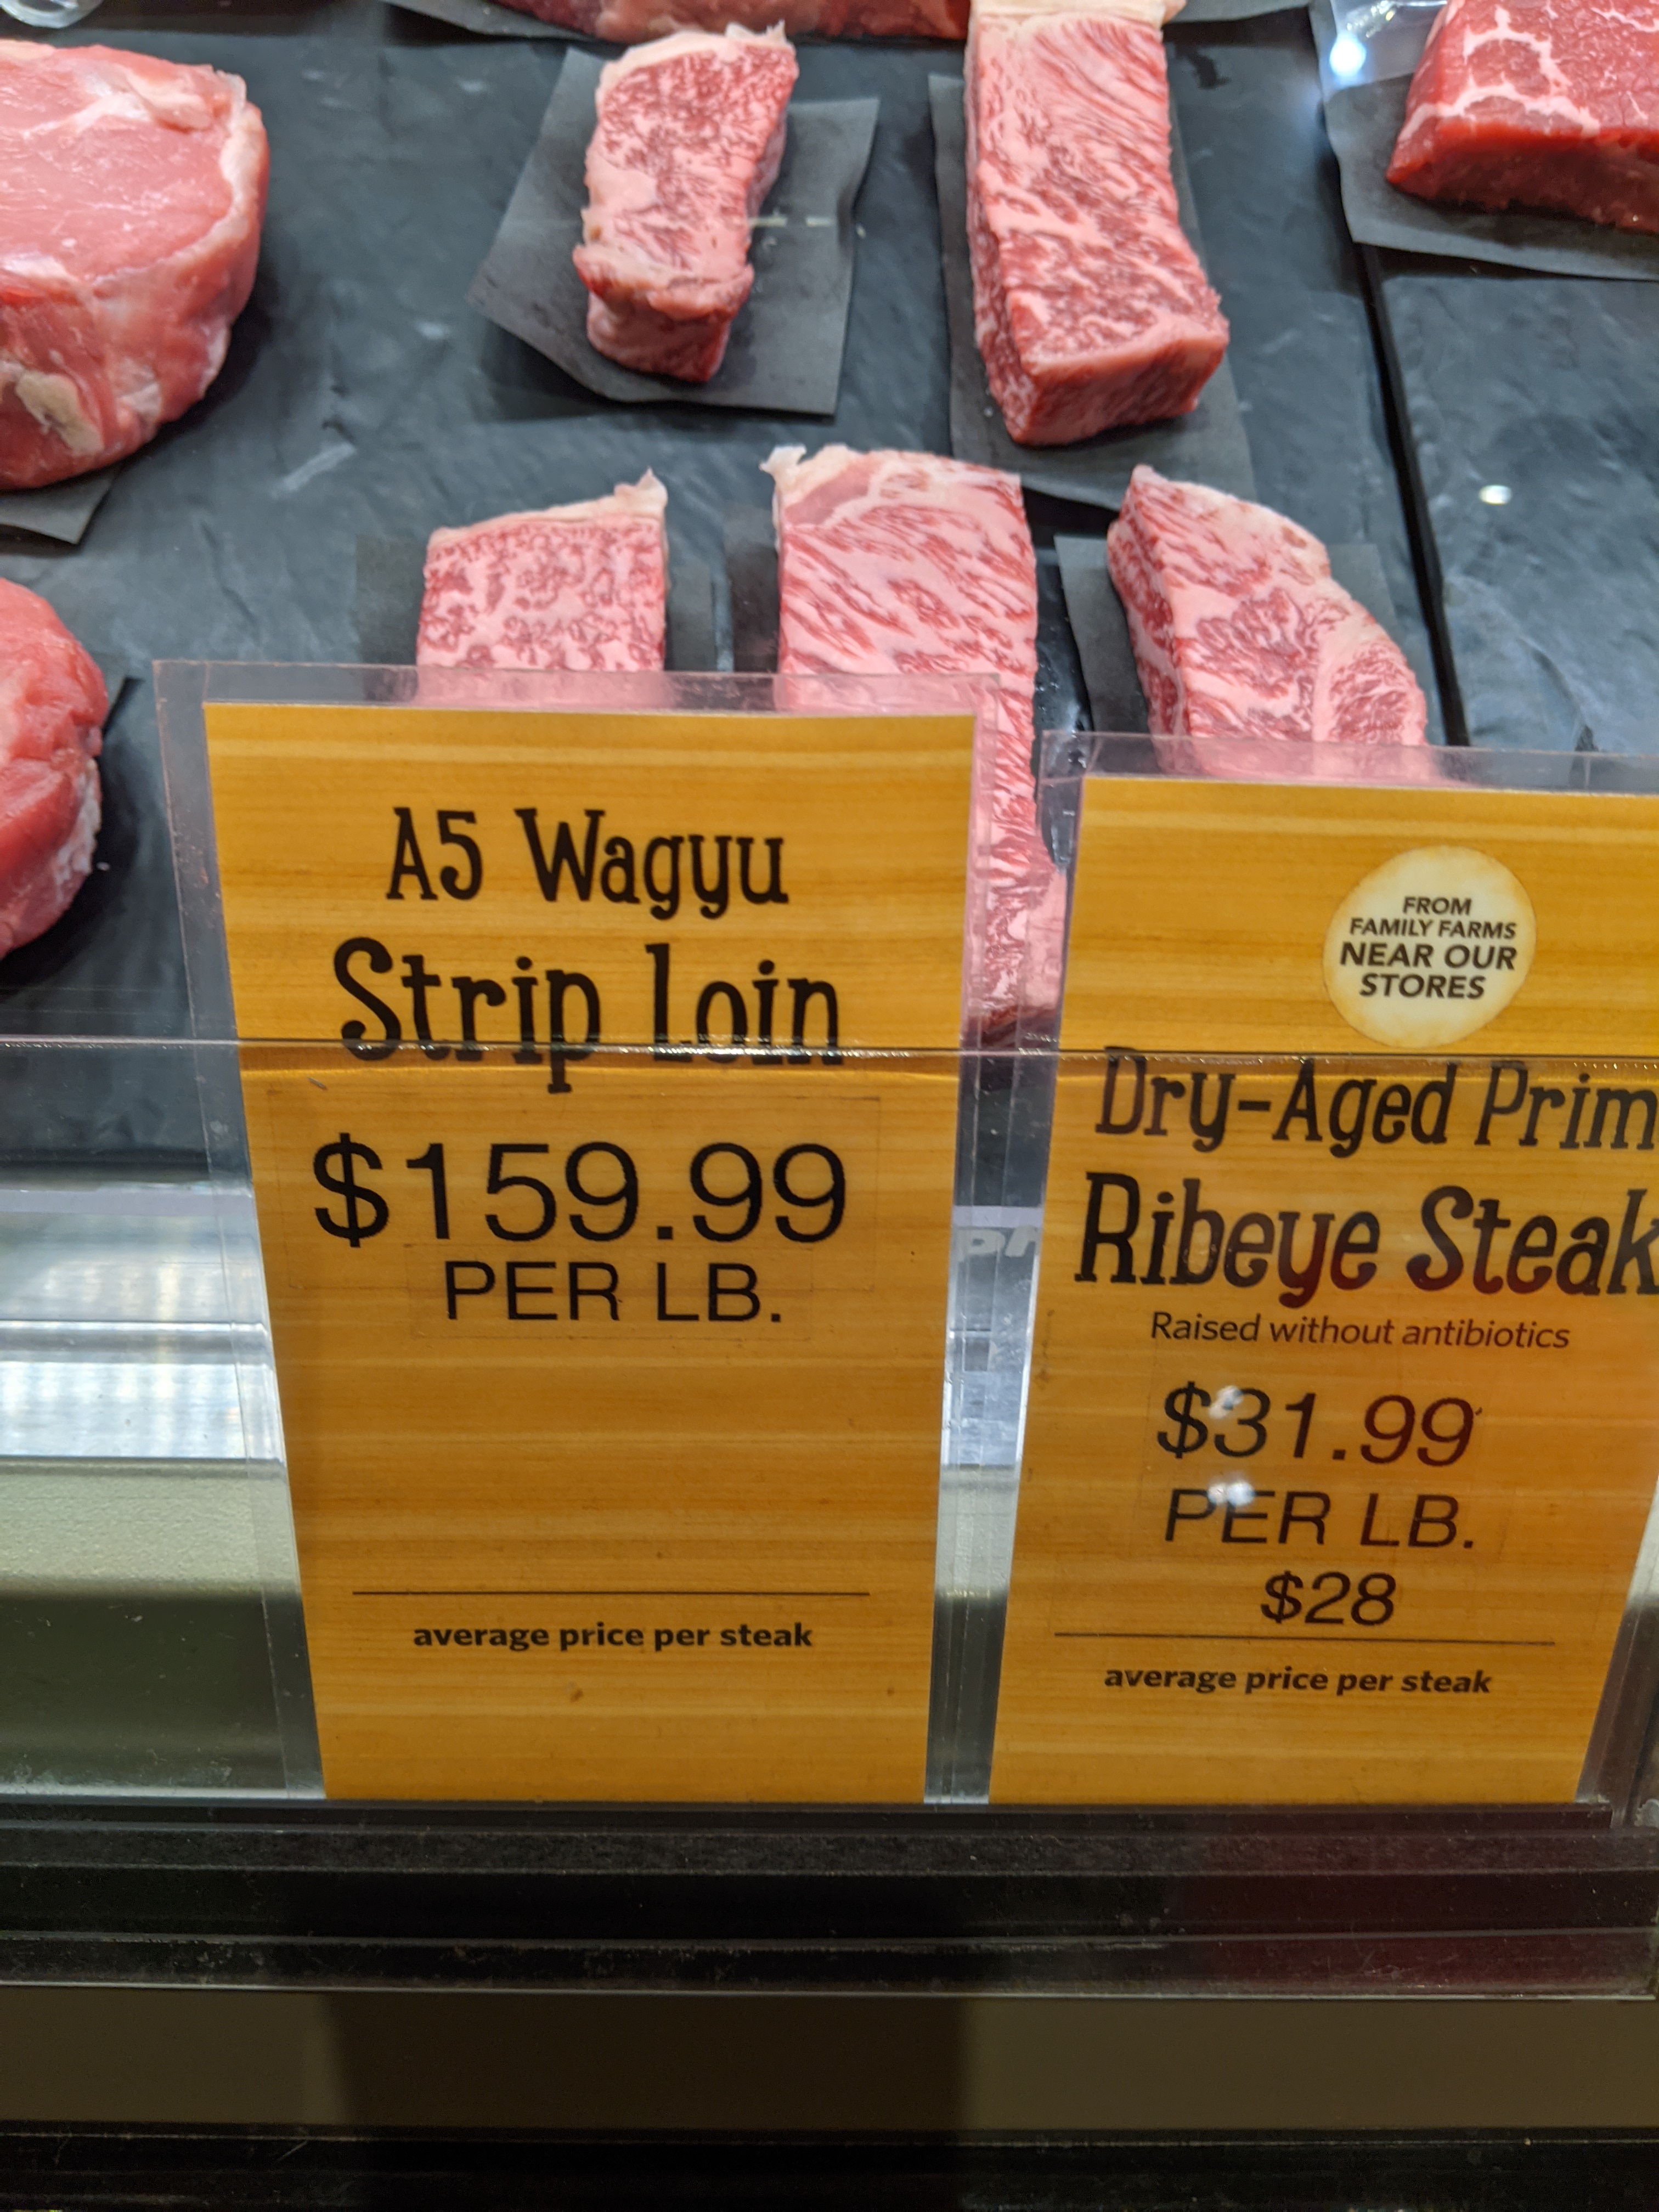 A5 Wagyu
Strip Loin
$159.99
PER LB.
average price per steak
FROM
FAMILY FARMS
NEAR OUR
STORES
Dry-Aged Prim
Ribeye Steak
Raised without antibiotics
$31.99
PER LB.
$28
average price per steak